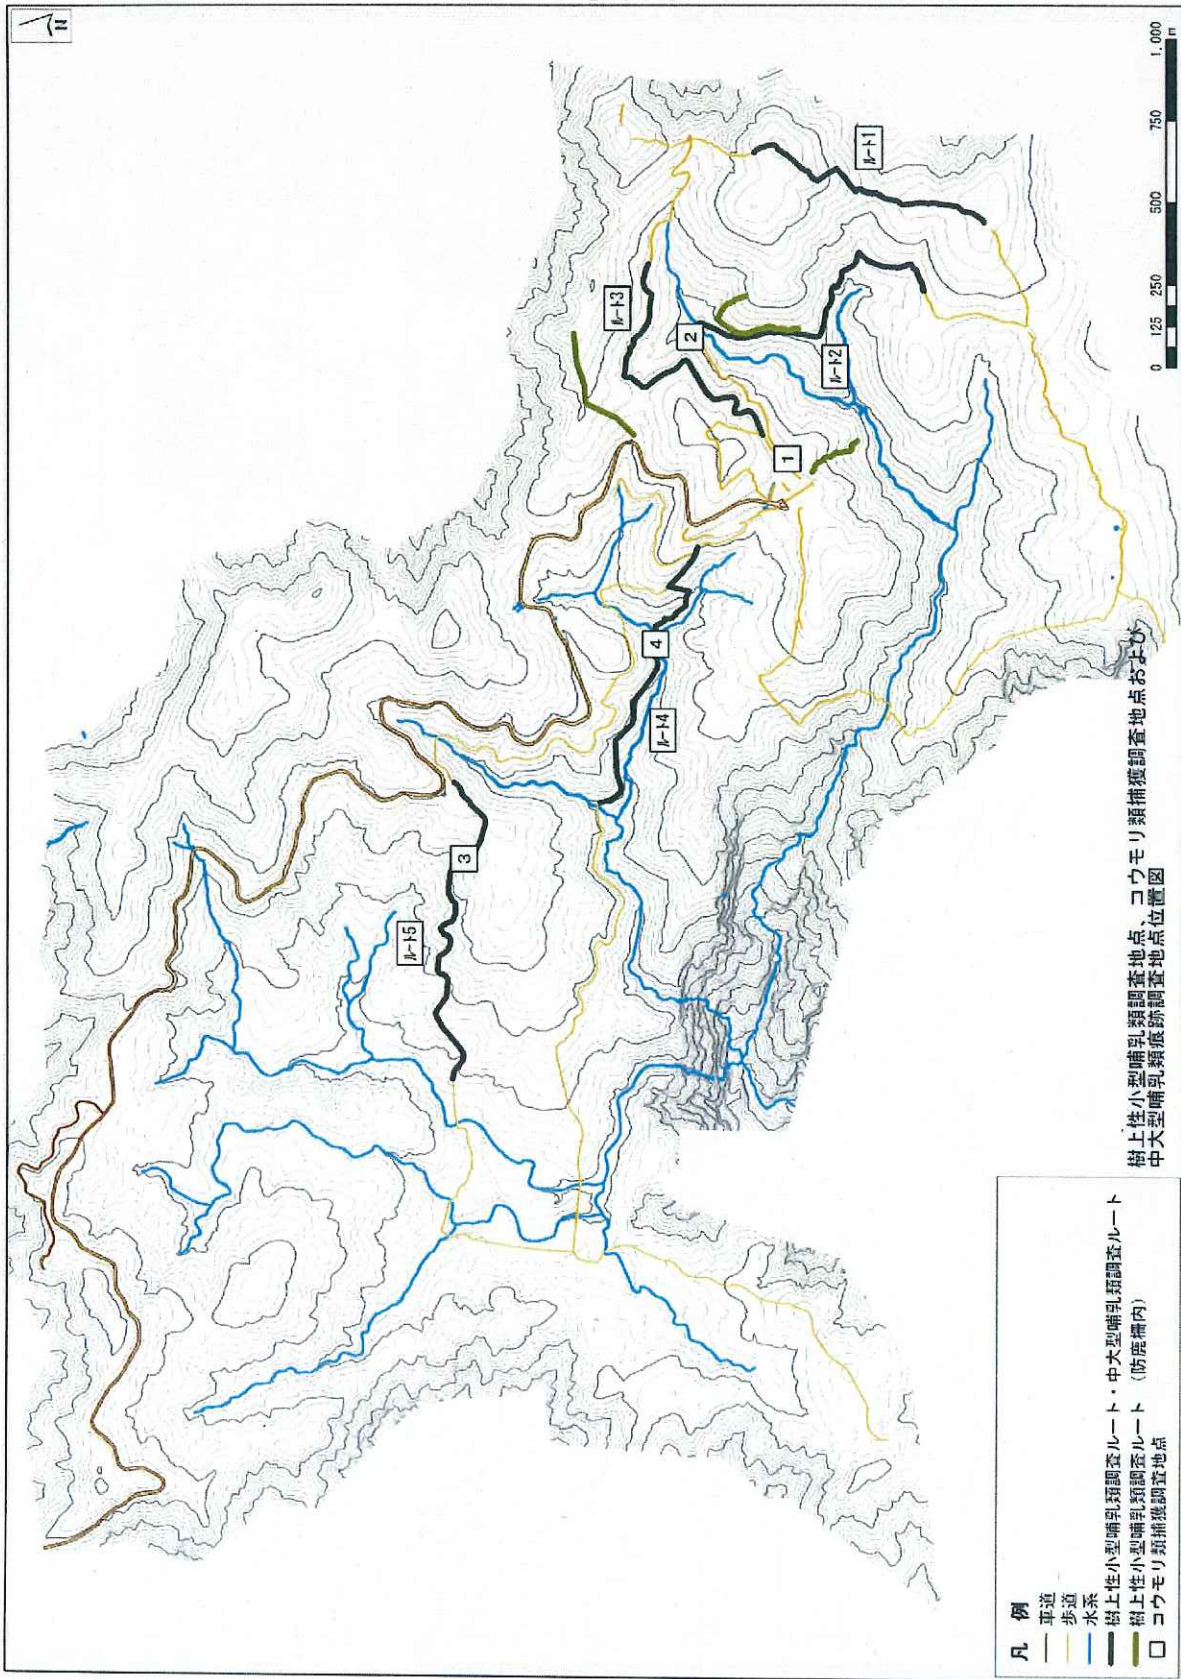 N
ルート1
ルート2
ルート3
ルート4
ルート5
1
2
3
4
0 125 250 500 750 1,000
m
樹上性小型哺乳類調査地点、コウモリ類捕獲調査地点および
中大型哺乳類痕跡調査地点位置図
凡 例
車道
歩道
水系
樹上性小型哺乳類調査ルート・中大型哺乳類調査ルート
樹上性小型哺乳類調査ルート (防鹿柵内)
コウモリ類捕獲調査地点